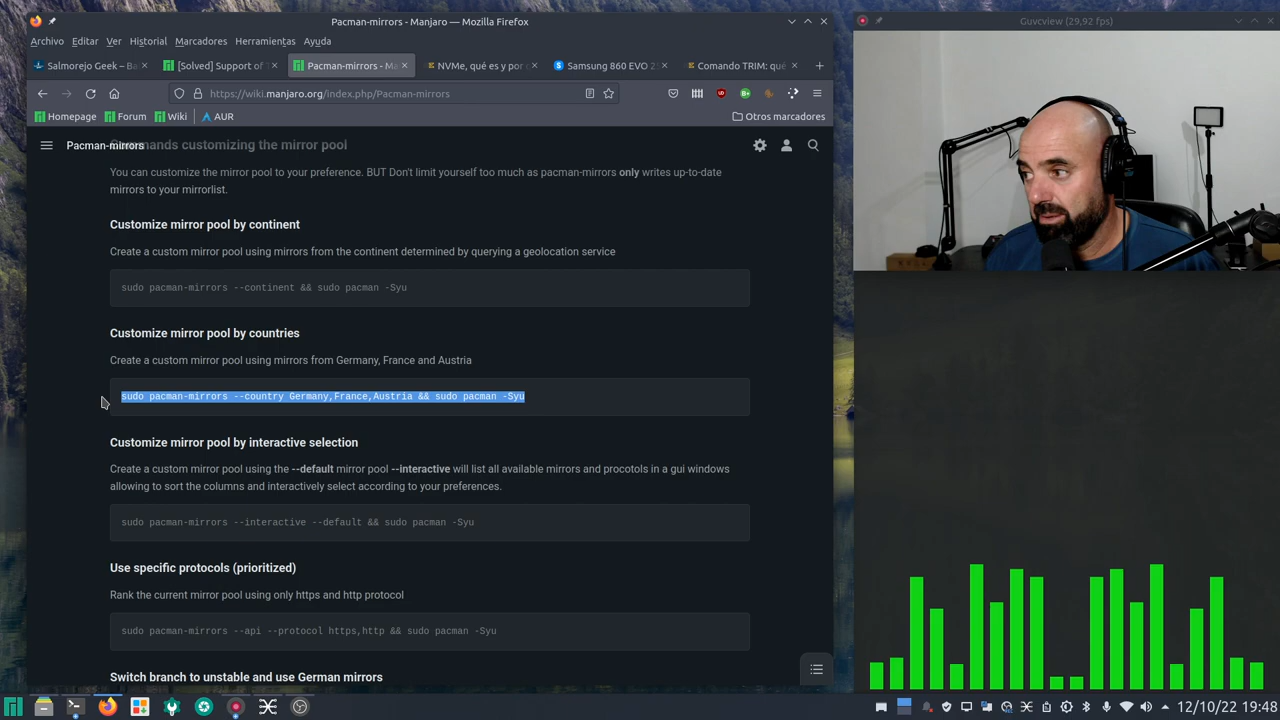 Pacman-mirrors - Manjaro — Mozilla Firefox
Guvcview (29,92 fps)
Archivo Editar Ver Historial Marcadores Herramientas Ayuda
Salmorejo Geek – Ba
[Solved] Support of
Pacman-mirrors - Ma
NVMe, qué es y por
Samsung 860 EVO 2
Comando TRIM: qu
https://wiki.manjaro.org/index.php/Pacman-mirrors
Homepage Forum Wiki AUR Otros marcadores
Pacman-mirrors
mands customizing the mirror pool
You can customize the mirror pool to your preference. BUT Don't limit yourself too much as pacman-mirrors only writes up-to-date
mirrors to your mirrorlist.
Customize mirror pool by continent
Create a custom mirror pool using mirrors from the continent determined by querying a geolocation service
sudo pacman-mirrors --continent && sudo pacman -Syu
Customize mirror pool by countries
Create a custom mirror pool using mirrors from Germany, France and Austria
sudo pacman-mirrors --country Germany,France,Austria && sudo pacman -Syu
Customize mirror pool by interactive selection
Create a custom mirror pool using the --default mirror pool --interactive will list all available mirrors and procotols in a gui windows
allowing to sort the columns and interactively select according to your preferences.
sudo pacman-mirrors --interactive --default && sudo pacman -Syu
Use specific protocols (prioritized)
Rank the current mirror pool using only https and http protocol
sudo pacman-mirrors --api --protocol https,http && sudo pacman -Syu
Switch branch to unstable and use German mirrors
12/10/22 19:48